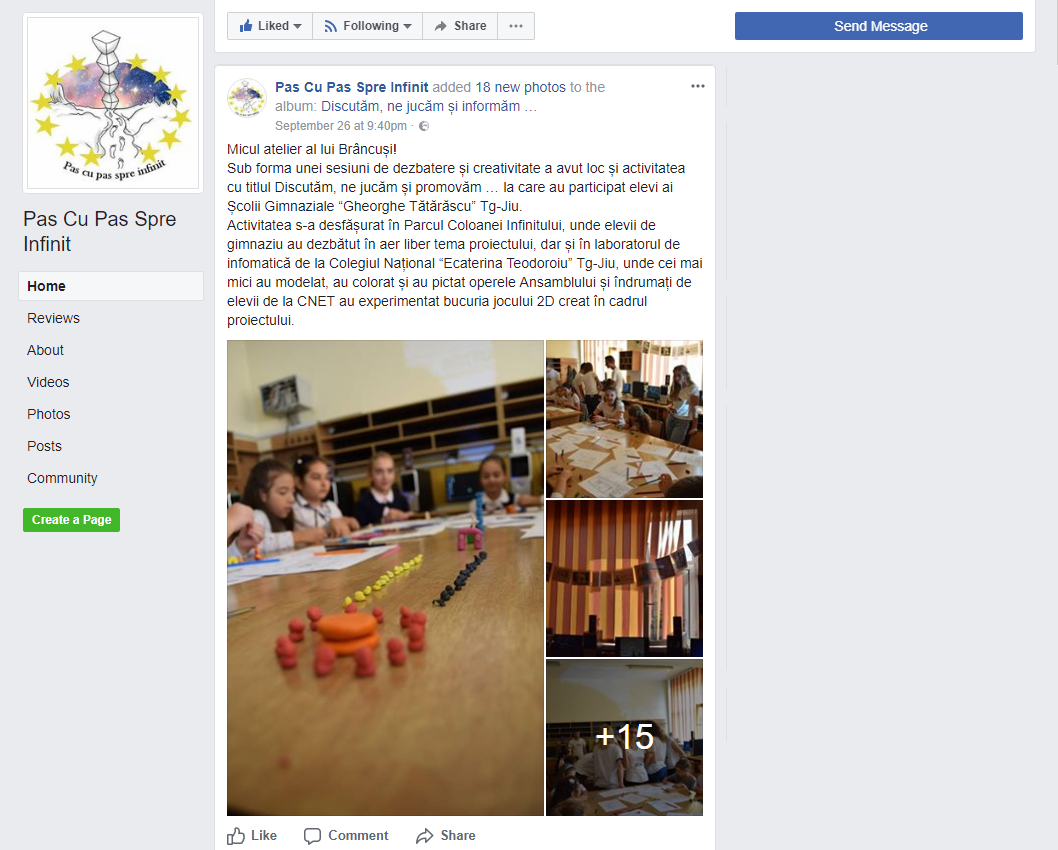 Pas cu pas spre infinit
Pas Cu Pas Spre
Infinit
Home
Reviews
About
Videos
Photos
Posts
Community
Create a Page
Liked
Following
Share
Send Message
Pas Cu Pas Spre Infinit added 18 new photos to the
album: Discutăm, ne jucăm și informăm …
September 26 at 9:40pm ·
Micul atelier al lui Brâncuși!
Sub forma unei sesiuni de dezbatere și creativitate a avut loc și activitatea
cu titlul Discutăm, ne jucăm și promovăm … la care au participat elevi ai
Școlii Gimnaziale “Gheorghe Tătărăscu” Tg-Jiu.
Activitatea s-a desfășurat în Parcul Coloanei Infinitului, unde elevii de
gimnaziu au dezbătut în aer liber tema proiectului, dar și în laboratorul de
infomatică de la Colegiul Național “Ecaterina Teodoroiu” Tg-Jiu, unde cei mai
mici au modelat, au colorat și au pictat operele Ansamblului și îndrumați de
elevii de la CNET au experimentat bucuria jocului 2D creat în cadrul
proiectului.
+15
Like
Comment
Share